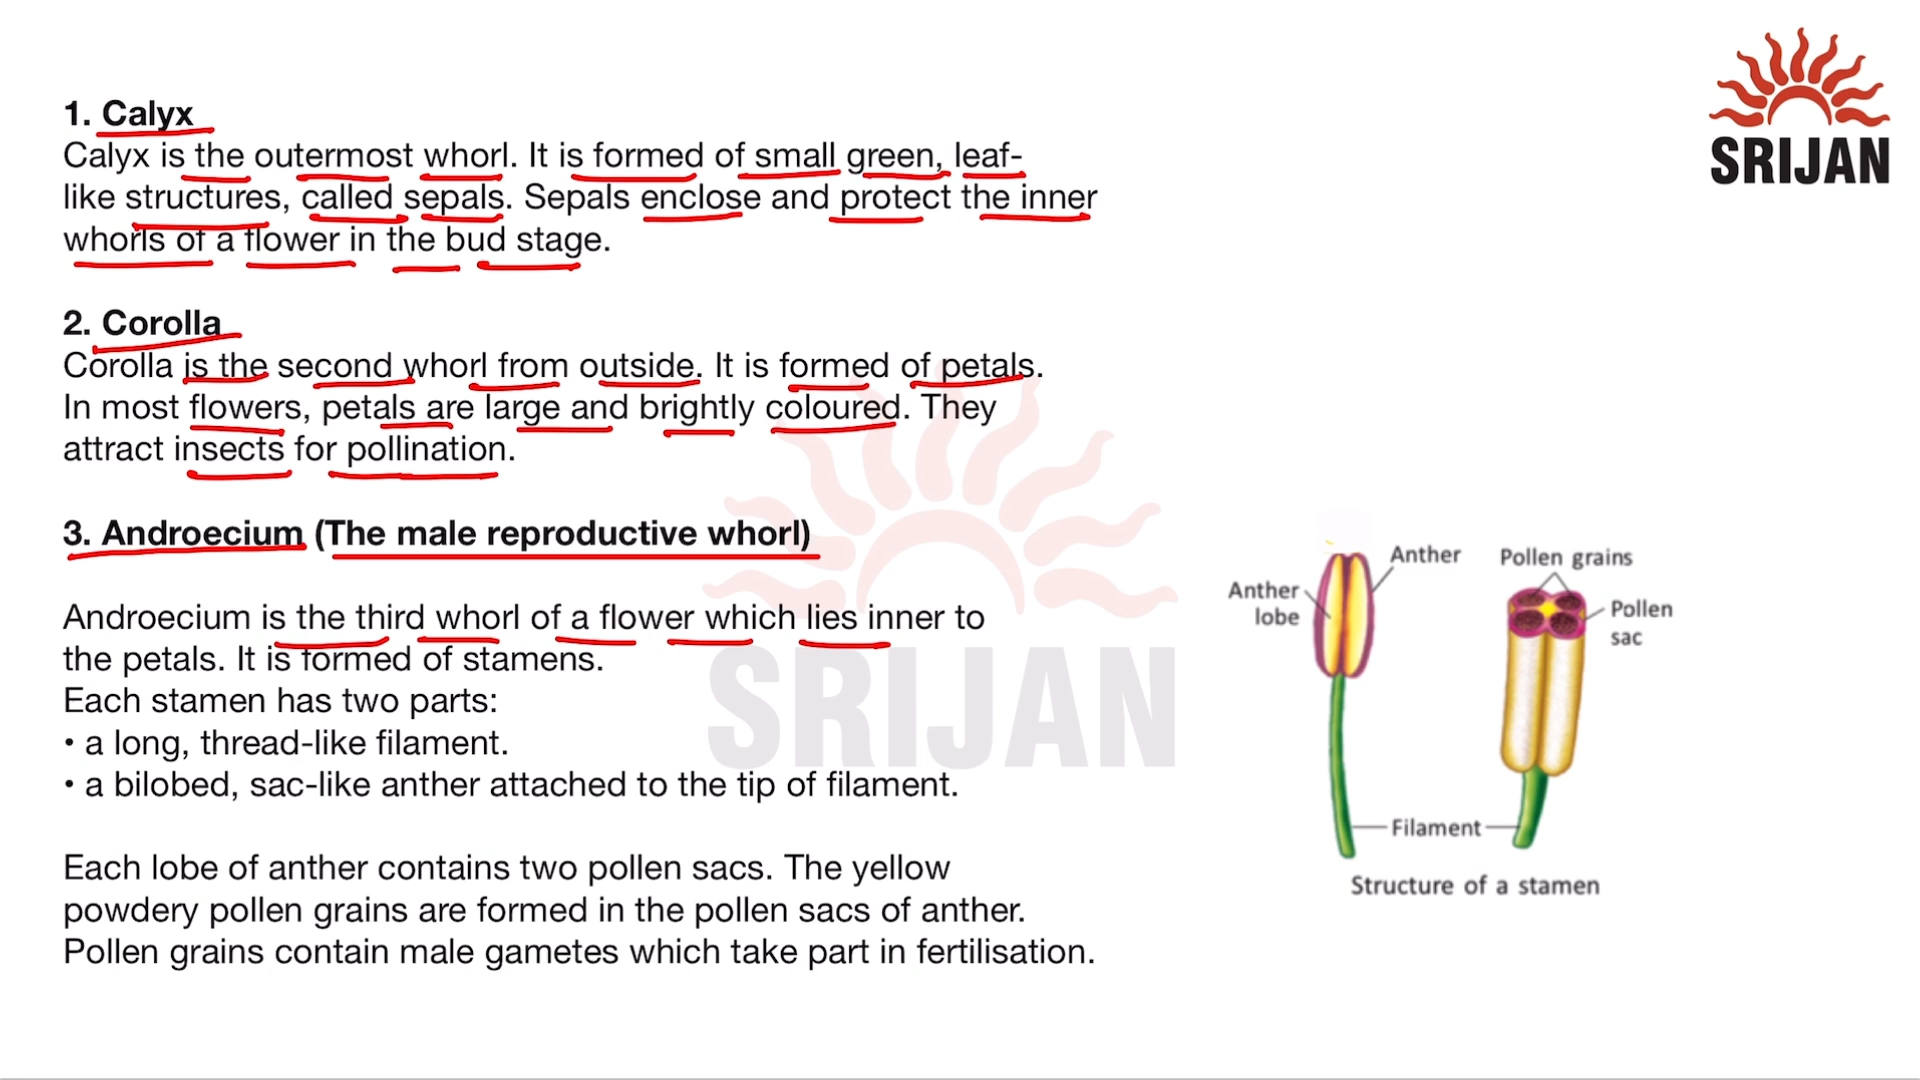 SRIJAN
1. Calyx
Calyx is the outermost whorl. It is formed of small green, leaf-
like structures, called sepals. Sepals enclose and protect the inner
whorls of a flower in the bud stage.
2. Corolla
Corolla is the second whorl from outside. It is formed of petals.
In most flowers, petals are large and brightly coloured. They
attract insects for pollination.
3. Androecium (The male reproductive whorl)
Androecium is the third whorl of a flower which lies inner to
the petals. It is formed of stamens.
Each stamen has two parts:
• a long, thread-like filament.
• a bilobed, sac-like anther attached to the tip of filament.
Each lobe of anther contains two pollen sacs. The yellow
powdery pollen grains are formed in the pollen sacs of anther.
Pollen grains contain male gametes which take part in fertilisation.
SRIJAN
Anther
Pollen grains
Anther
lobe
Pollen
sac
Filament
Structure of a stamen